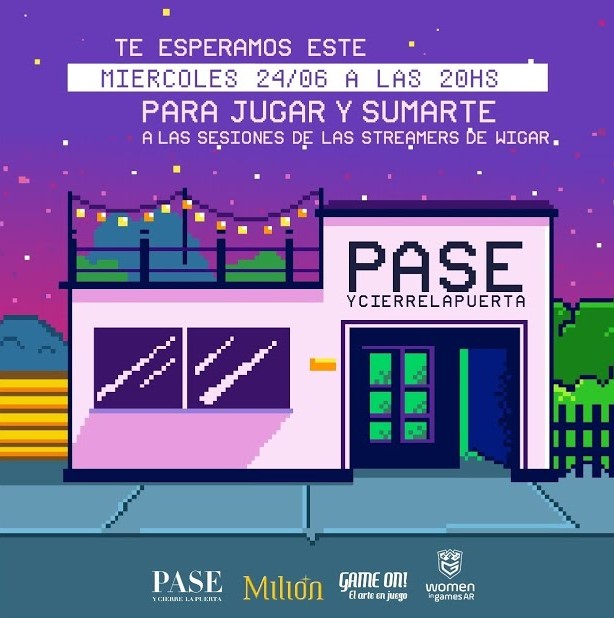 TE ESPERAMOS ESTE
MIERCOLES 24/06 A LAS 20HS
PARA JUGAR Y SUMARTE
A LAS SESIONES DE LAS STREAMERS DE WIGAR
PASE
YCIERRELAPUERTA
PASE
Y CIERRE LA PUERTA
Milión
GAME ON!
El arte en juego
women
in games AR